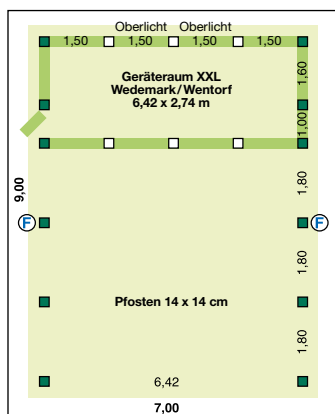 Oberlicht Oberlicht
1,50 1,50 1,50 1,50
Geräteraum XXL
Wedemark/Wentorf
6,42 x 2,74 m
1,60
1,00
1,80
9,00
F F
1,80
Pfosten 14 x 14 cm
1,80
6,42
7,00